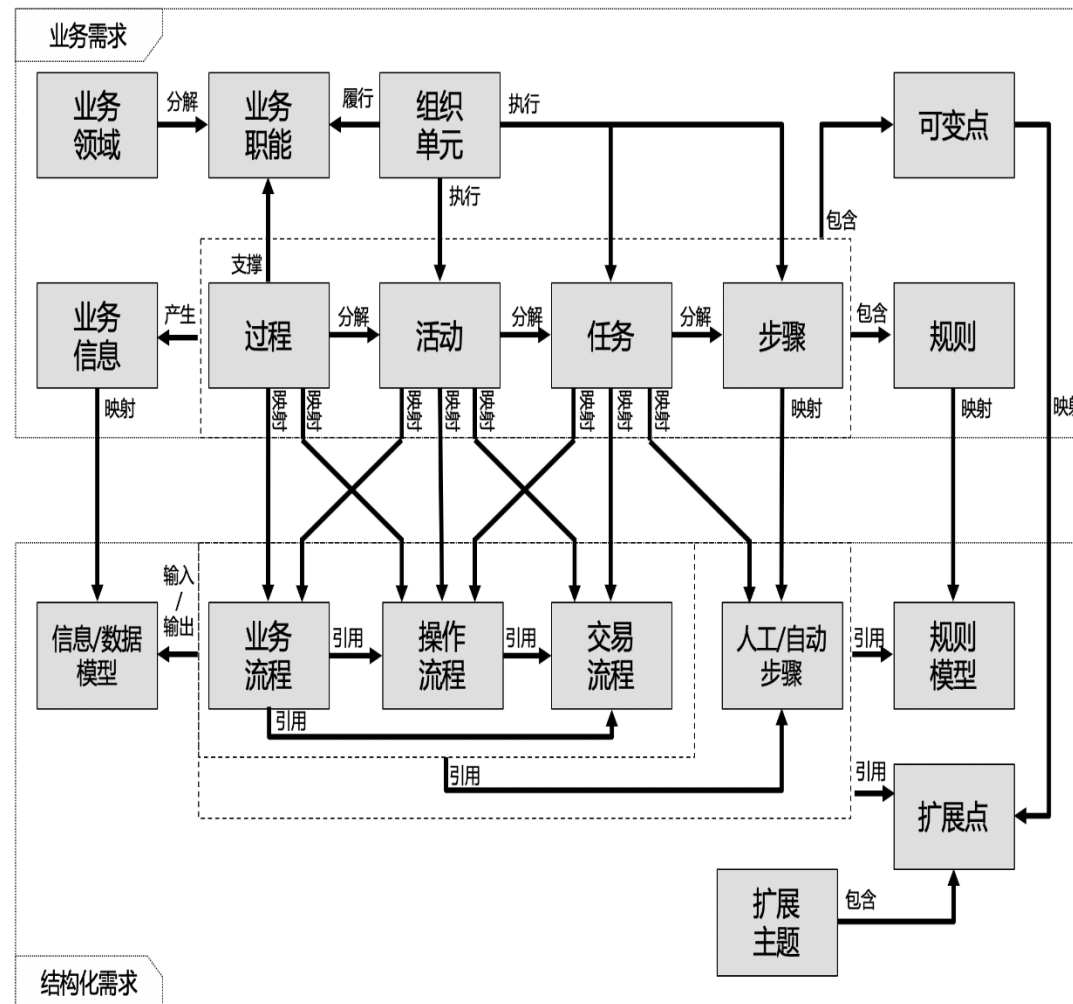 业务需求
业务
领域
分解
业务
职能
履行
组织
单元
执行
可变点
执行
包含
支撑
业务
信息
产生
过程
分解
活动
分解
任务
分解
步骤
包含
规则
映射
映射
映射
映射
映射
映射
映射
映射
映射
映射
映射
映射
输入
/
输出
信息/数据
模型
业务
流程
引用
操作
流程
引用
交易
流程
人工/自动
步骤
引用
规则
模型
引用
引用
引用
扩展点
扩展
主题
包含
结构化需求